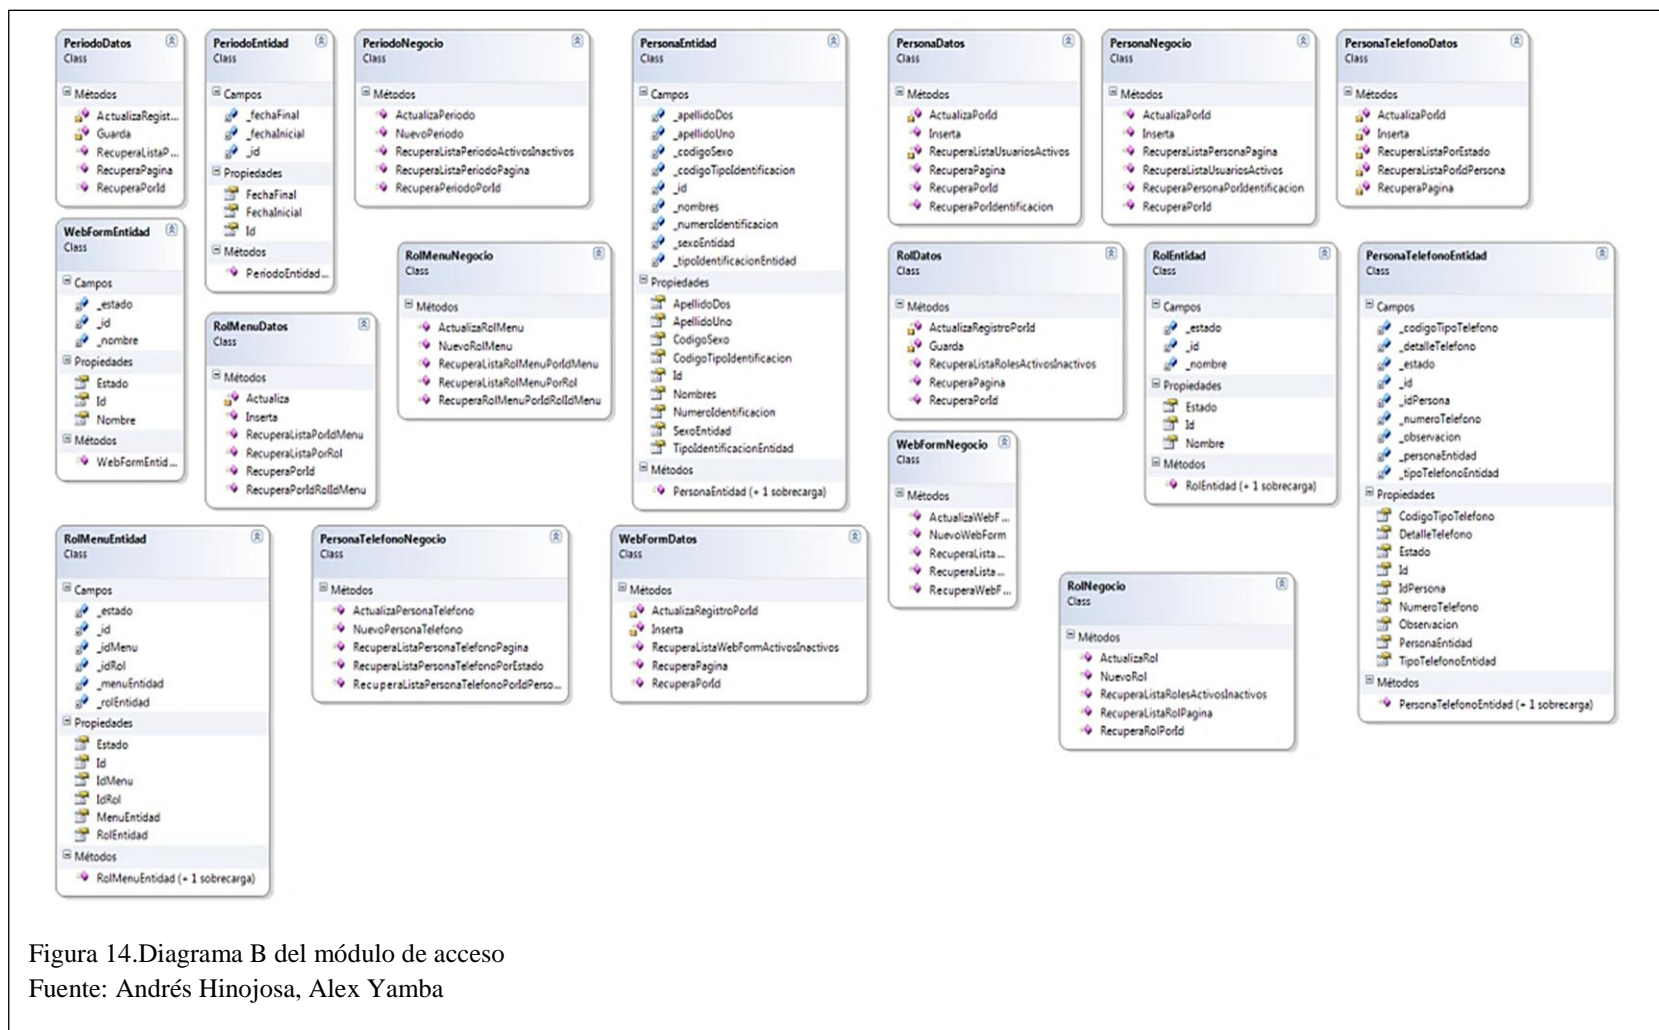 PeriodoDatos
Class
Métodos
ActualizaRegist...
Guarda
RecuperaListaP...
RecuperaPagina
RecuperaPorId
PeriodoEntidad
Class
Campos
_fechaFinal
_fechaInicial
_id
Propiedades
FechaFinal
FechaInicial
Id
Métodos
PeriodoEntidad...
PeriodoNegocio
Class
Métodos
ActualizaPeriodo
NuevoPeriodo
RecuperaListaPeriodoActivosInactivos
RecuperaListaPeriodoPagina
RecuperaPeriodoPorId
PersonaEntidad
Class
Campos
_apellidoDos
_apellidoUno
_codigoSexo
_codigoTipoIdentificacion
_id
_nombres
_numeroIdentificacion
_sexoEntidad
_tipoIdentificacionEntidad
Propiedades
ApellidoDos
ApellidoUno
CodigoSexo
CodigoTipoIdentificacion
Id
Nombres
NumeroIdentificacion
SexoEntidad
TipoIdentificacionEntidad
Métodos
PersonaEntidad (+ 1 sobrecarga)
PersonaDatos
Class
Métodos
ActualizaPorId
Inserta
RecuperaListaUsuariosActivos
RecuperaPagina
RecuperaPorId
RecuperaPorIdentificacion
PersonaNegocio
Class
Métodos
ActualizaPorId
Inserta
RecuperaListaPersonaPagina
RecuperaListaUsuariosActivos
RecuperaPersonaPorIdentificacion
RecuperaPorId
PersonaTelefonoDatos
Class
Métodos
ActualizaPorId
Inserta
RecuperaListaPorEstado
RecuperaListaPorIdPersona
RecuperaPagina
WebFormEntidad
Class
Campos
_estado
_id
_nombre
Propiedades
Estado
Id
Nombre
Métodos
WebFormEntid...
RolMenuDatos
Class
Métodos
Actualiza
Inserta
RecuperaListaPorIdMenu
RecuperaListaPorRol
RecuperaPorId
RecuperaPorIdRolIdMenu
RolMenuNegocio
Class
Métodos
ActualizaRolMenu
NuevoRolMenu
RecuperaListaRolMenuPorIdMenu
RecuperaListaRolMenuPorRol
RecuperaRolMenuPorIdRolIdMenu
RolDatos
Class
Métodos
ActualizaRegistroPorId
Guarda
RecuperaListaRolesActivosInactivos
RecuperaPagina
RecuperaPorId
RolEntidad
Class
Campos
_estado
_id
_nombre
Propiedades
Estado
Id
Nombre
Métodos
RolEntidad (+ 1 sobrecarga)
PersonaTelefonoEntidad
Class
Campos
_codigoTipoTelefono
_detalleTelefono
_estado
_id
_idPersona
_numeroTelefono
_observacion
_personaEntidad
_tipoTelefonoEntidad
Propiedades
CodigoTipoTelefono
DetalleTelefono
Estado
Id
IdPersona
NumeroTelefono
Observacion
PersonaEntidad
TipoTelefonoEntidad
Métodos
PersonaTelefonoEntidad (+ 1 sobrecarga)
WebFormNegocio
Class
Métodos
ActualizaWebF...
NuevoWebForm
RecuperaLista...
RecuperaLista...
RecuperaWebF...
RolMenuEntidad
Class
Campos
_estado
_id
_idMenu
_idRol
_menuEntidad
_rolEntidad
Propiedades
Estado
Id
IdMenu
IdRol
MenuEntidad
RolEntidad
Métodos
RolMenuEntidad (+ 1 sobrecarga)
PersonaTelefonoNegocio
Class
Métodos
ActualizaPersonaTelefono
NuevoPersonaTelefono
RecuperaListaPersonaTelefonoPagina
RecuperaListaPersonaTelefonoPorEstado
RecuperaListaPersonaTelefonoPorIdPerso...
WebFormDatos
Class
Métodos
ActualizaRegistroPorId
Inserta
RecuperaListaWebFormActivosInactivos
RecuperaPagina
RecuperaPorId
RolNegocio
Class
Métodos
ActualizaRol
NuevoRol
RecuperaListaRolesActivosInactivos
RecuperaListaRolPagina
RecuperaRolPorId
Figura 14.Diagrama B del módulo de acceso
Fuente: Andrés Hinojosa, Alex Yamba